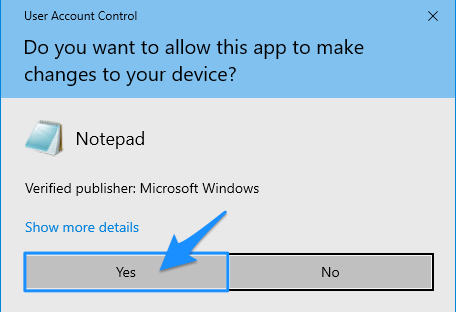 User Account Control
Do you want to allow this app to make
changes to your device?
Notepad
Verified publisher: Microsoft Windows
Show more details
Yes
No